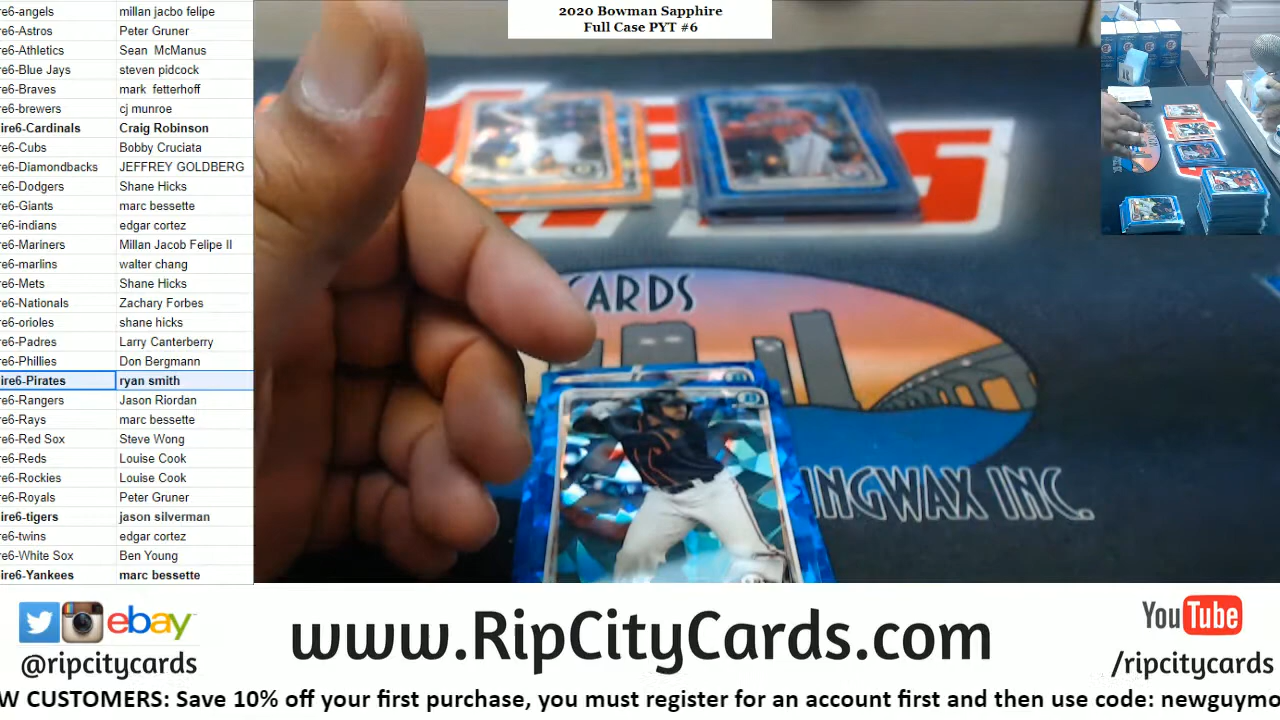 2020 Bowman Sapphire
Full Case PYT #6
re6-angels millan jacbo felipe
re6-Astros Peter Gruner
re6-Athletics Sean McManus
re6-Blue Jays steven pidcock
re6-Braves mark fetterhoff
re6-brewers cj munroe
ire6-Cardinals Craig Robinson
re6-Cubs Bobby Cruciata
re6-Diamondbacks JEFFREY GOLDBERG
re6-Dodgers Shane Hicks
re6-Giants marc bessette
re6-indians edgar cortez
re6-Mariners Millan Jacob Felipe II
re6-marlins walter chang
re6-Mets Shane Hicks
re6-Nationals Zachary Forbes
re6-orioles shane hicks
re6-Padres Larry Canterberry
re6-Phillies Don Bergmann
ire6-Pirates ryan smith
re6-Rangers Jason Riordan
re6-Rays marc bessette
re6-Red Sox Steve Wong
re6-Reds Louise Cook
re6-Rockies Louise Cook
re6-Royals Peter Gruner
ire6-tigers jason silverman
re6-twins edgar cortez
re6-White Sox Ben Young
ire6-Yankees marc bessette
CARDS
INGWAX INC.
ebay
@ripcitycards
www.RipCityCards.com
YouTube
/ripcitycards
W CUSTOMERS: Save 10% off your first purchase, you must register for an account first and then use code: newguymo